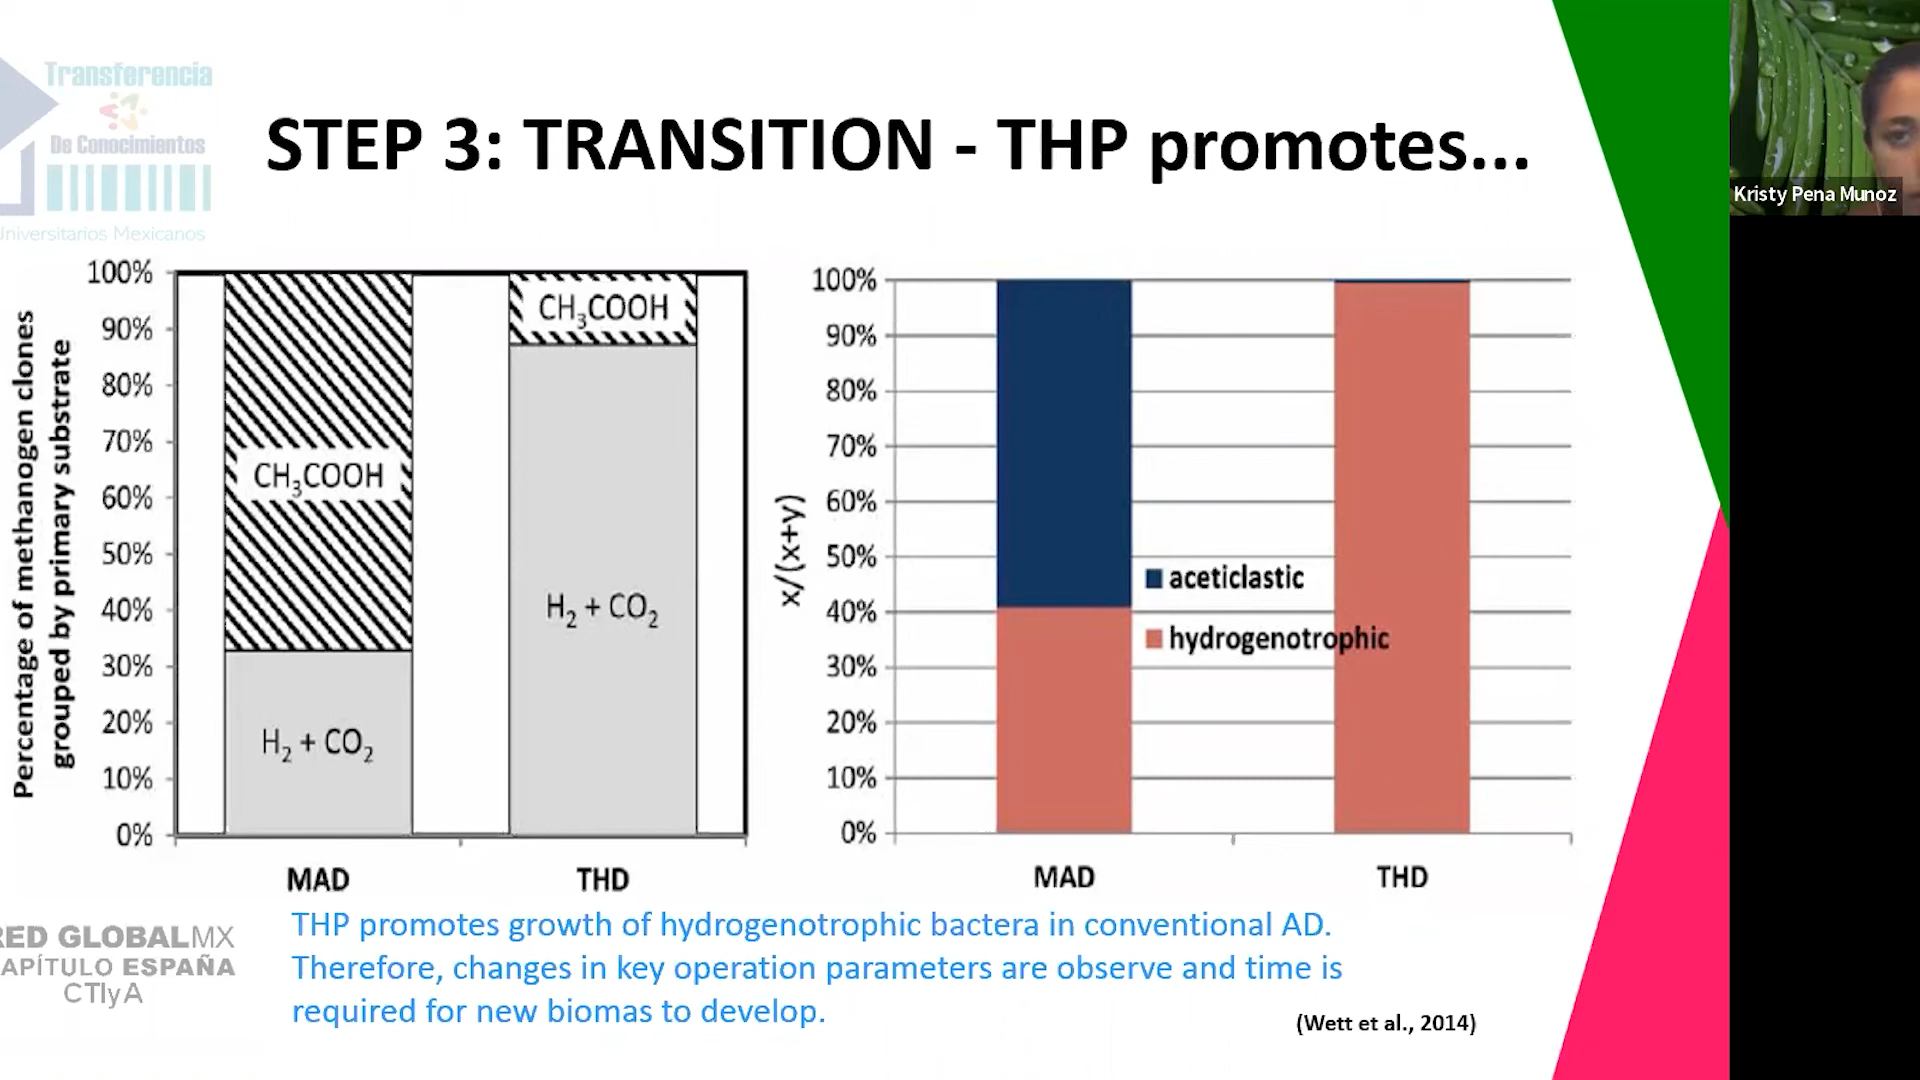 Transferencia
De Conocimientos
Universitarios Mexicanos
STEP 3: TRANSITION - THP promotes...
Kristy Pena Munoz
Percentage of methanogen clones
grouped by primary substrate
100%
90%
80%
70%
60%
50%
40%
30%
20%
10%
0%
CH3COOH
H2 + CO2
CH3COOH
H2 + CO2
MAD
THD
x/(x+y)
100%
90%
80%
70%
60%
50%
40%
30%
20%
10%
0%
aceticlastic
hydrogenotrophic
MAD
THD
RED GLOBALMX
CAPÍTULO ESPAÑA
CTIyA
THP promotes growth of hydrogenotrophic bactera in conventional AD.
Therefore, changes in key operation parameters are observe and time is
required for new biomas to develop.
(Wett et al., 2014)